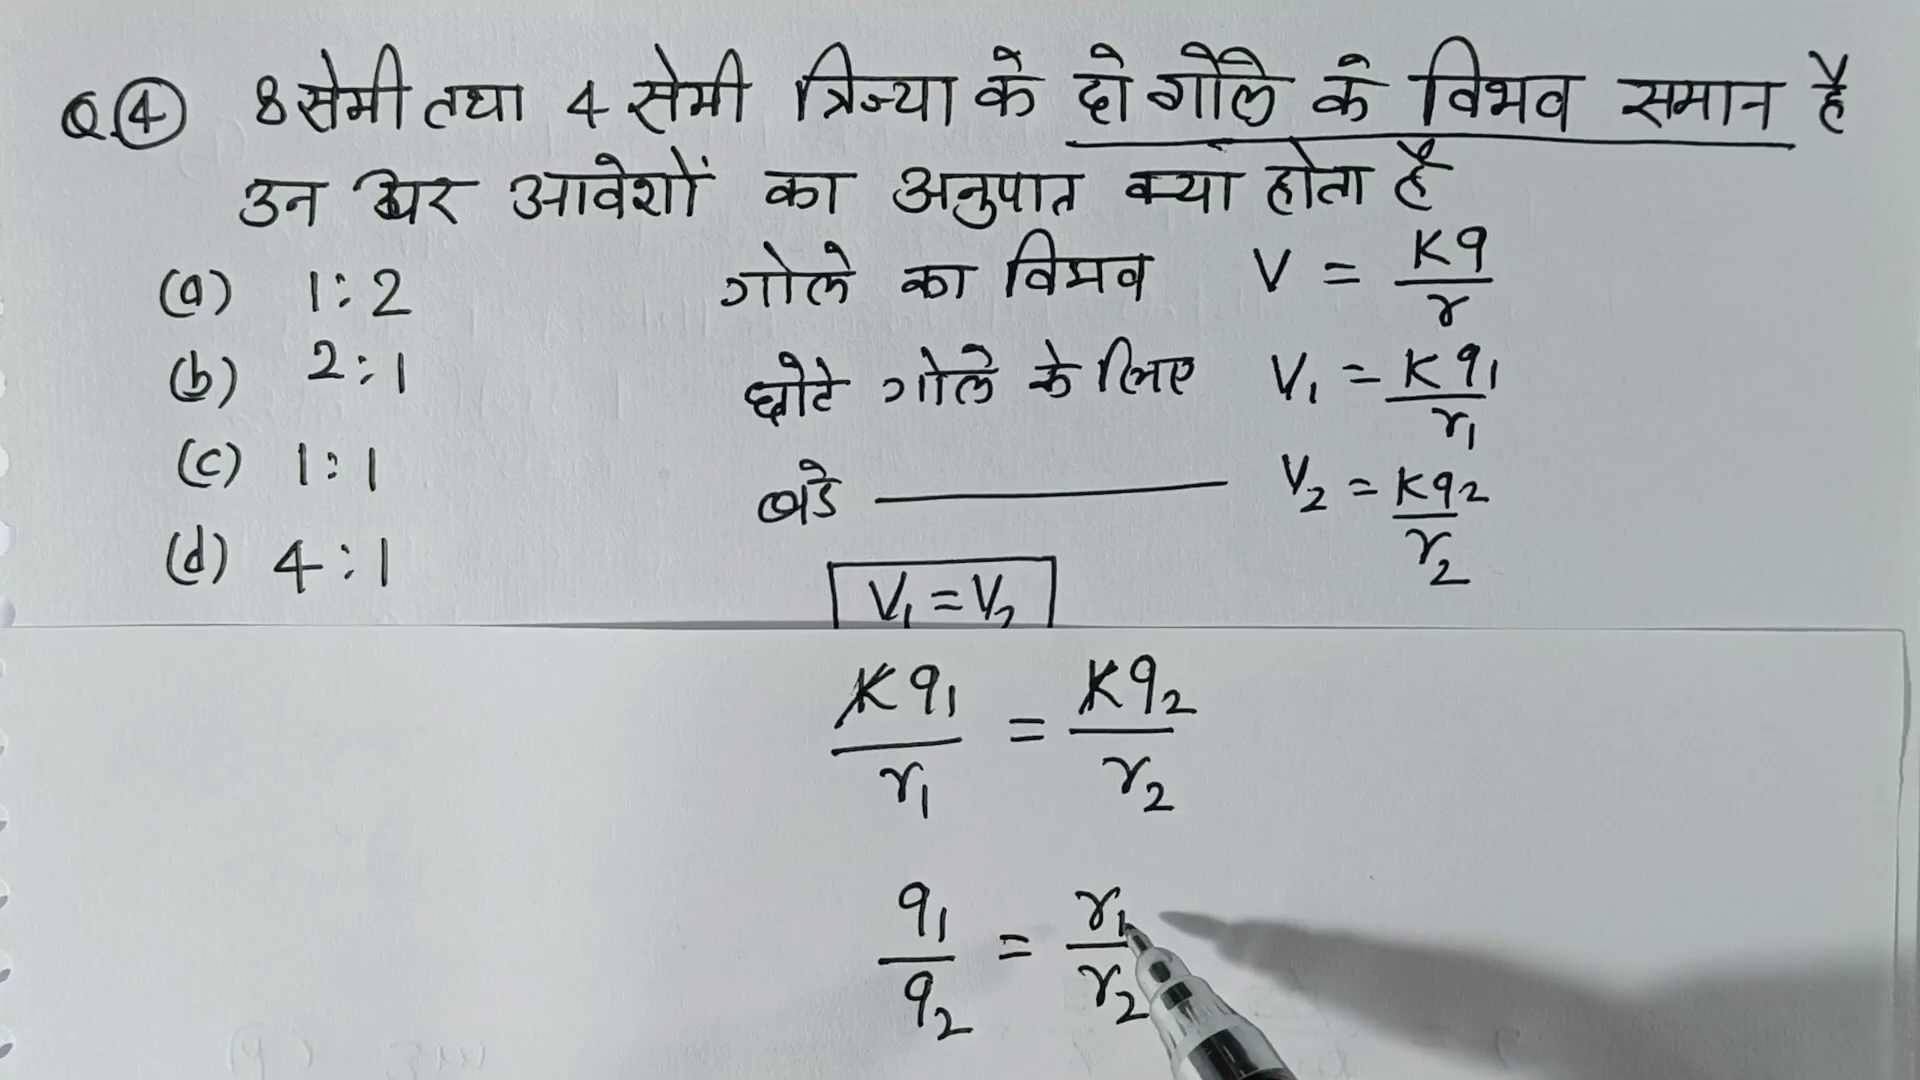 Q.④ 8 सेमी तथा 4 सेमी त्रिज्या के दो गोले के विभव समान है
उन पर आवेशों का अनुपात क्या होता है
(a) 1:2
(b) 2:1
(c) 1:1
(d) 4:1
गोले का विभव V = Kq/r
छोटे गोले के लिए V₁ = Kq₁/r₁
बडे ——— V₂ = Kq₂/r₂
V₁ = V₂
Kq₁/r₁ = Kq₂/r₂
q₁/q₂ = r₁/r₂